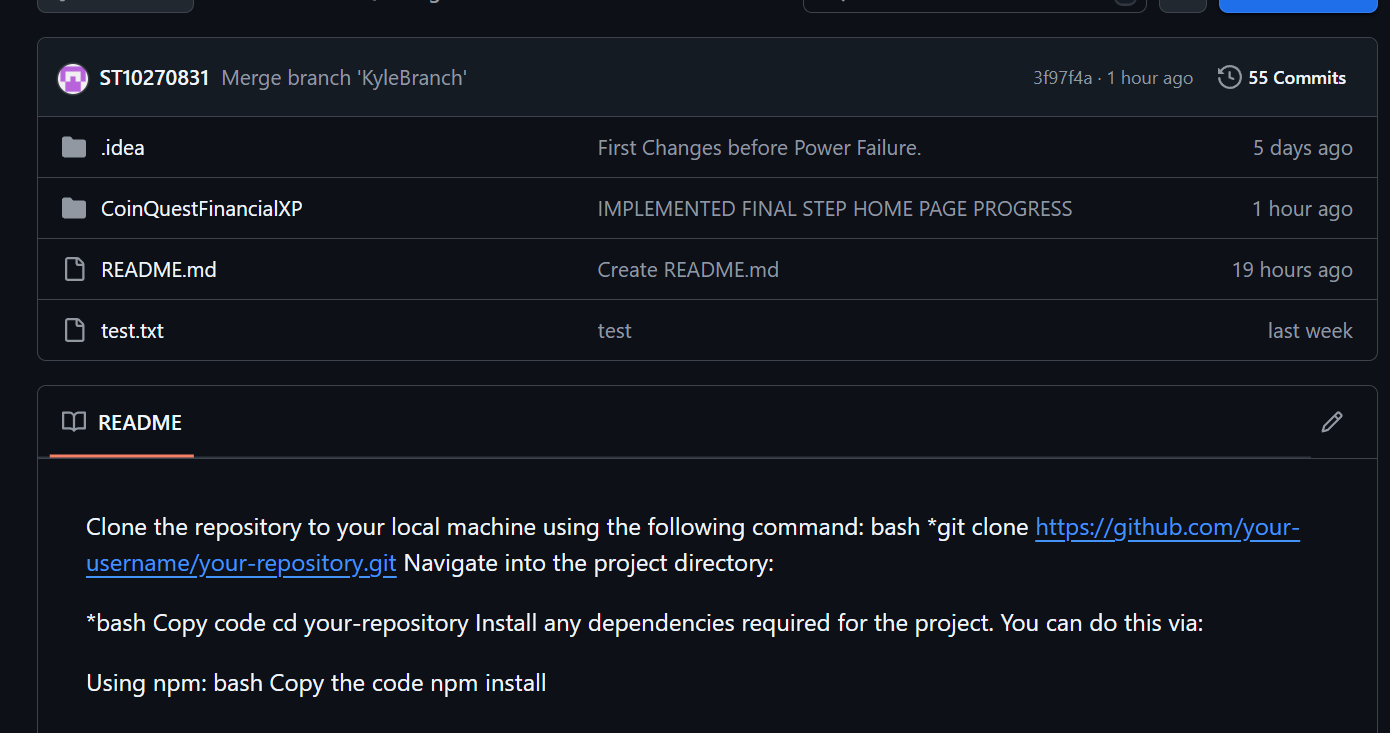 ST10270831 Merge branch 'KyleBranch' 3f97f4a · 1 hour ago 55 Commits
.idea First Changes before Power Failure. 5 days ago
CoinQuestFinancialXP IMPLEMENTED FINAL STEP HOME PAGE PROGRESS 1 hour ago
README.md Create README.md 19 hours ago
test.txt test last week
README
Clone the repository to your local machine using the following command: bash *git clone https://github.com/your-
username/your-repository.git Navigate into the project directory:
*bash Copy code cd your-repository Install any dependencies required for the project. You can do this via:
Using npm: bash Copy the code npm install